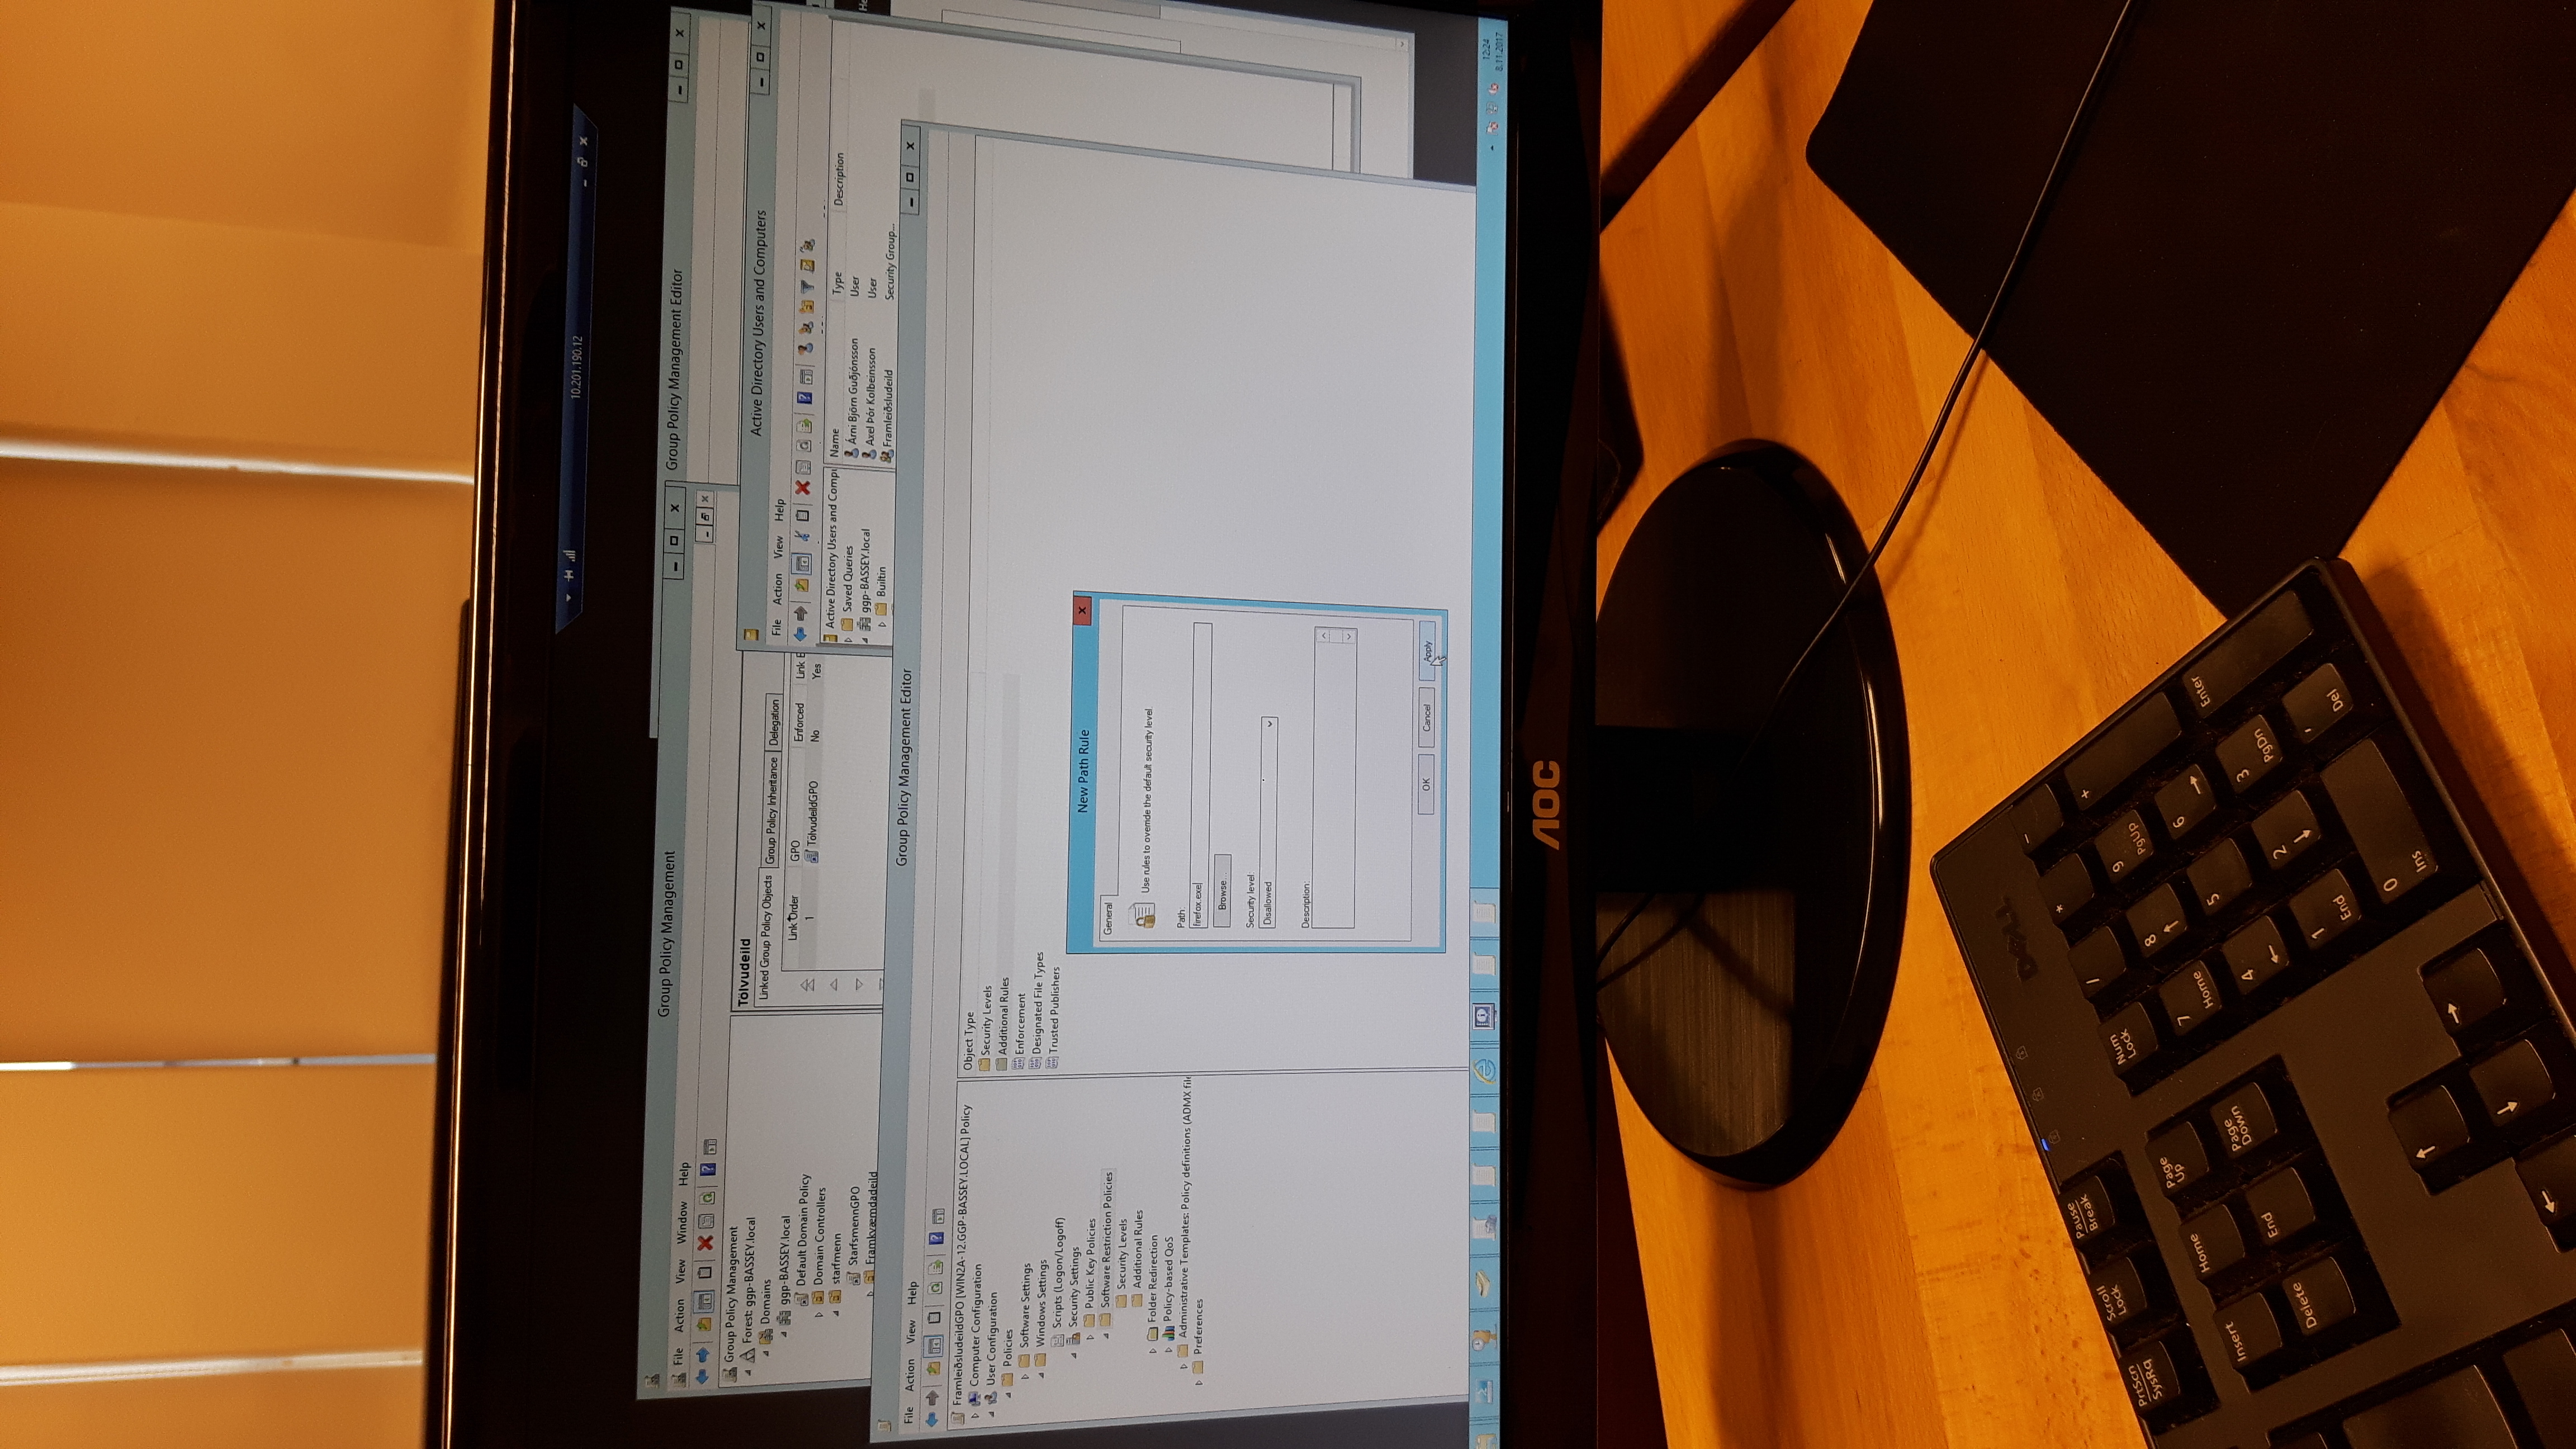 10.201.190.12
Group Policy Management
File Action View Window Help
Group Policy Management
Forest: ggp-BASSEY.local
Domains
ggp-BASSEY.local
Default Domain Policy
Domain Controllers
starfmenn
StarfsmennGPO
Framkvæmdadeild
Tölvudeild
Linked Group Policy Objects Group Policy Inheritance Delegation
Link Order GPO Enforced Link E
1 TölvudeildGPO No Yes
Group Policy Management Editor
Active Directory Users and Computers
File Action View Help
Active Directory Users and Compu
Saved Queries
ggp-BASSEY.local
Builtin
Name Type Description
Árni Björn Guðjónsson User
Axel Þór Kolbeinsson User
Framleiðsludeild Security Group...
He
Group Policy Management Editor
File Action View Help
FramleiðsludeildGPO [WIN2A-12.GGP-BASSEY.LOCAL] Policy
Computer Configuration
User Configuration
Policies
Software Settings
Windows Settings
Scripts (Logon/Logoff)
Security Settings
Public Key Policies
Software Restriction Policies
Security Levels
Additional Rules
Folder Redirection
Policy-based QoS
Administrative Templates: Policy definitions (ADMX file
Preferences
Object Type
Security Levels
Additional Rules
Enforcement
Designated File Types
Trusted Publishers
New Path Rule
General
Use rules to override the default security level.
Path:
firefox.exe
Browse...
Security level:
Disallowed
Description:
OK Cancel Apply
12:24
8.11.2017
AOC
DELL
PrtScn
SysRq
Scroll
Lock
Pause
Break
Insert
Home
Page
Up
Delete
End
Page
Down
Num
Lock
/
*
-
7
Home
8
9
PgUp
+
4
5
6
1
End
2
3
PgDn
Enter
0
Ins
,
Del